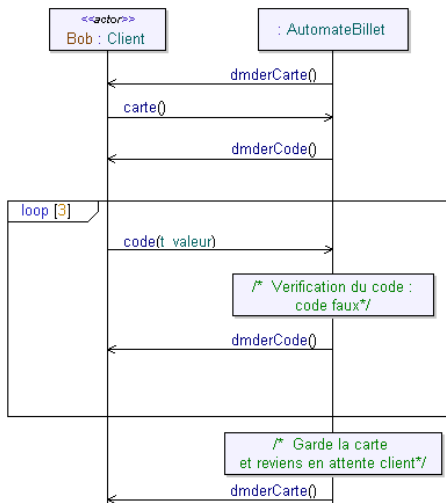 <<actor>>
Bob : Client
: AutomateBillet
dmderCarte()
carte()
dmderCode()
loop [3]
code(t_valeur)
/* Verification du code :
code faux*/
dmderCode()
/* Garde la carte
et reviens en attente client*/
dmderCarte()